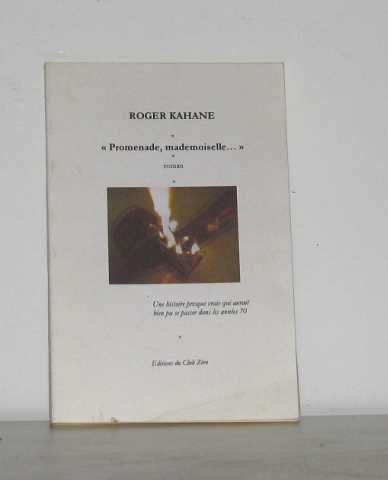 ROGER KAHANE
« Promenade, mademoiselle... »
roman
Une histoire presque vraie qui aurait
bien pu se passer dans les années 70
Editions du Club Zéro